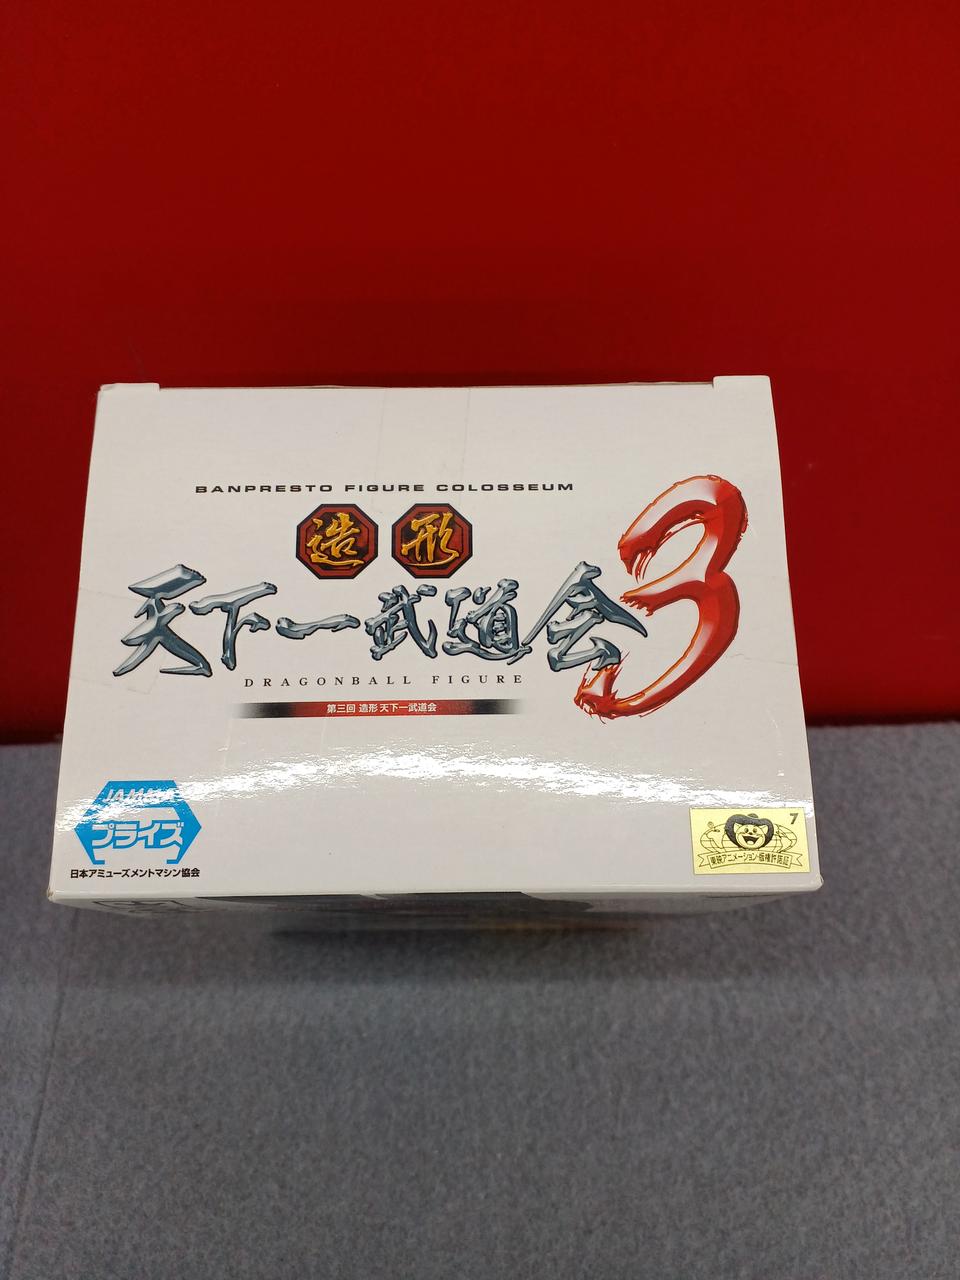 BANPRESTO FIGURE COLOSSEUM
造形
天下一武道会3
DRAGONBALL FIGURE
第三回 造形 天下一武道会
JAMMA
プライズ
日本アミューズメントマシン協会
7
東映アニメーション・版権許諾証